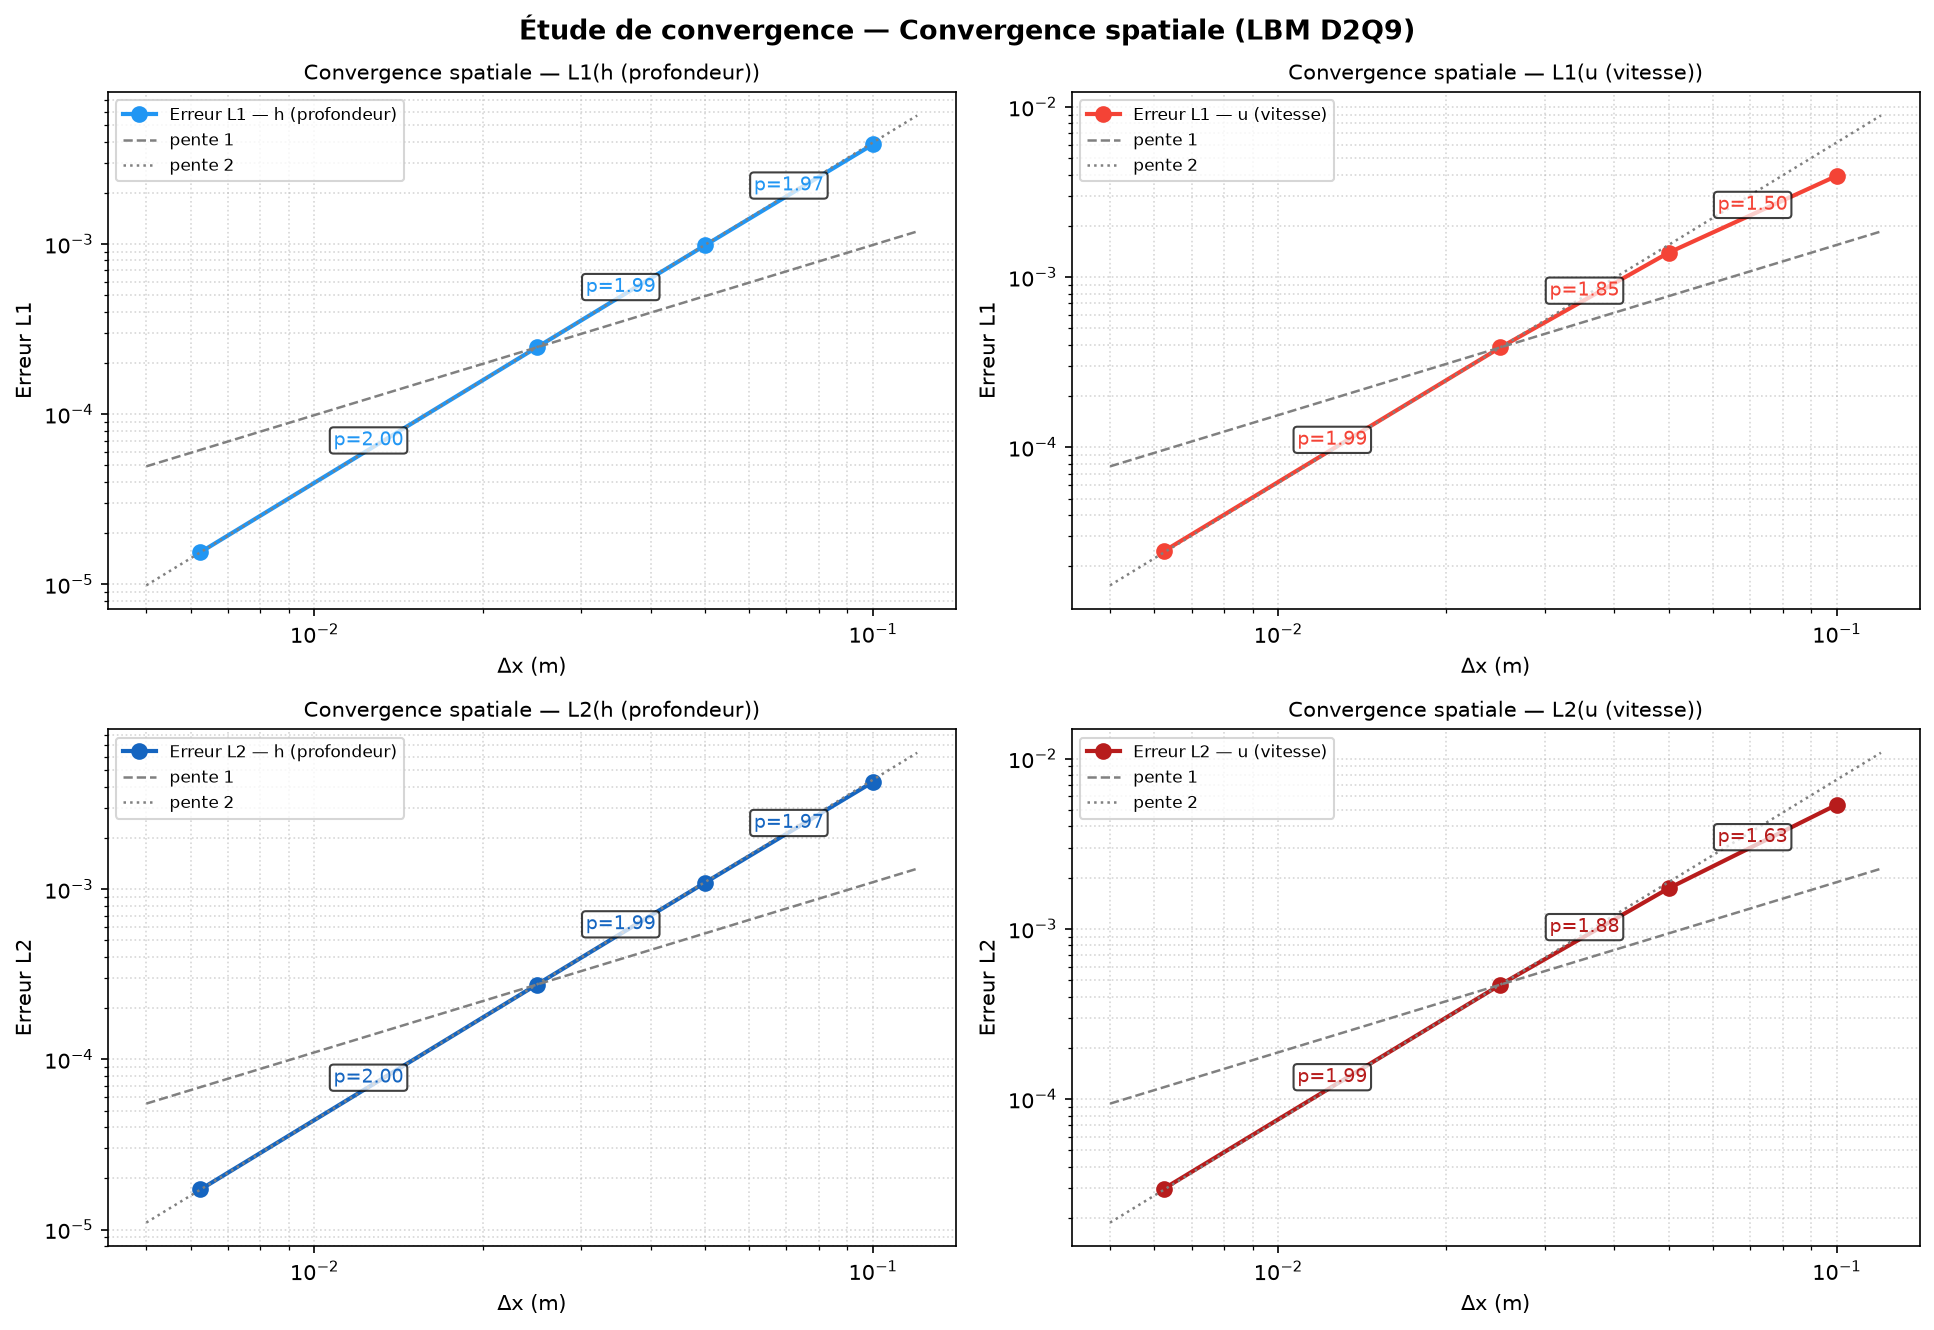 Étude de convergence — Convergence spatiale (LBM D2Q9)
Convergence spatiale — L1(h (profondeur))
Erreur L1 — h (profondeur)
pente 1
pente 2
p=1.97
p=1.99
p=2.00
10⁻³
10⁻⁴
10⁻⁵
Erreur L1
10⁻²
10⁻¹
Δx (m)
Convergence spatiale — L1(u (vitesse))
Erreur L1 — u (vitesse)
pente 1
pente 2
p=1.50
p=1.85
p=1.99
10⁻²
10⁻³
10⁻⁴
Erreur L1
10⁻²
10⁻¹
Δx (m)
Convergence spatiale — L2(h (profondeur))
Erreur L2 — h (profondeur)
pente 1
pente 2
p=1.97
p=1.99
p=2.00
10⁻³
10⁻⁴
10⁻⁵
Erreur L2
10⁻²
10⁻¹
Δx (m)
Convergence spatiale — L2(u (vitesse))
Erreur L2 — u (vitesse)
pente 1
pente 2
p=1.63
p=1.88
p=1.99
10⁻²
10⁻³
10⁻⁴
Erreur L2
10⁻²
10⁻¹
Δx (m)